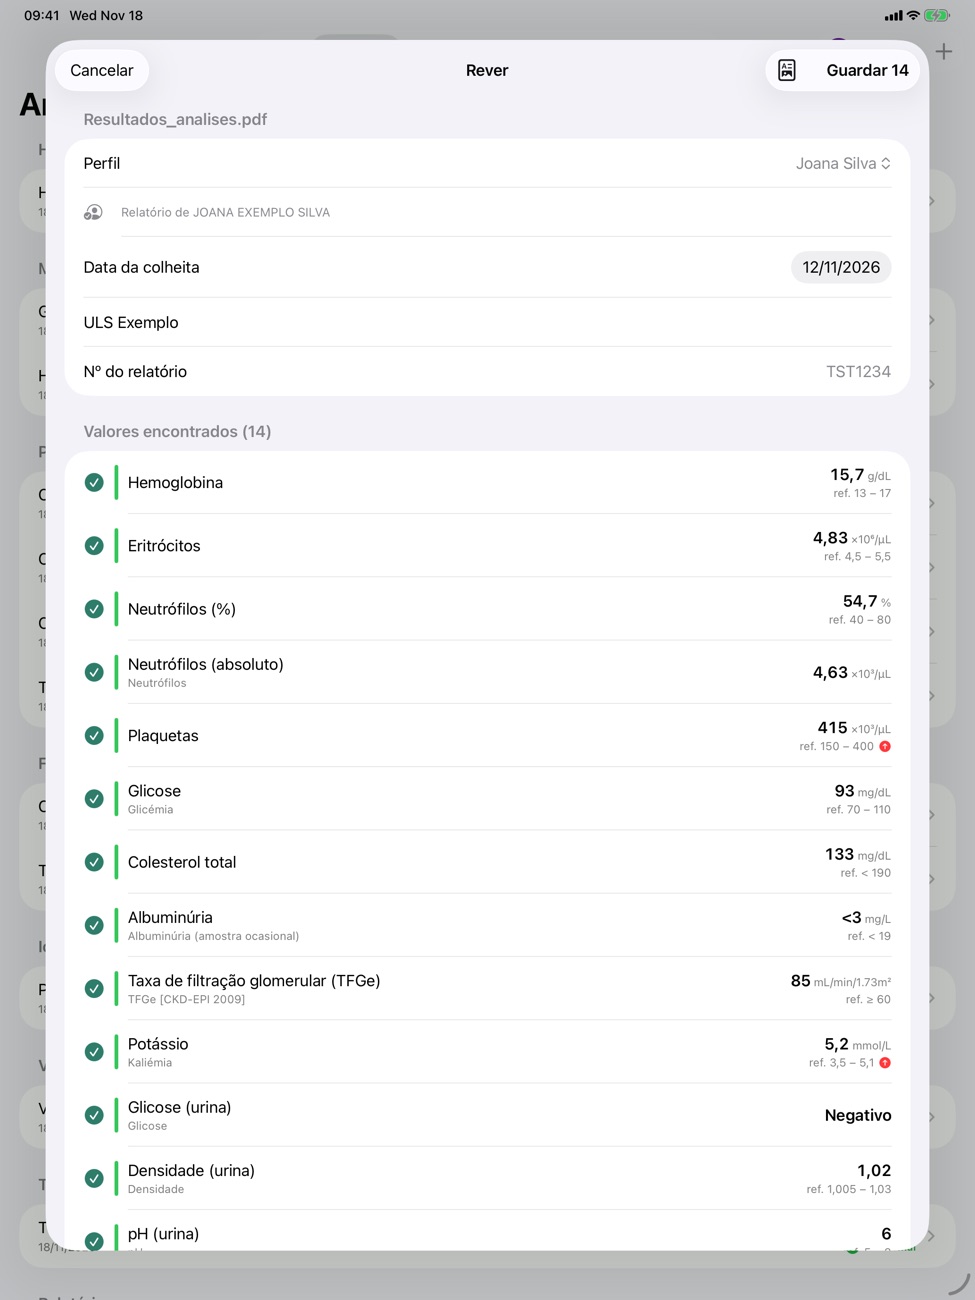 09:41 Wed Nov 18
Cancelar
Rever
Guardar 14
Resultados_analises.pdf
Perfil
Joana Silva
Relatório de JOANA EXEMPLO SILVA
Data da colheita
12/11/2026
ULS Exemplo
Nº do relatório
TST1234
Valores encontrados (14)
Hemoglobina
15,7 g/dL
ref. 13 – 17
Eritrócitos
4,83 ×10⁶/µL
ref. 4,5 – 5,5
Neutrófilos (%)
54,7 %
ref. 40 – 80
Neutrófilos (absoluto)
Neutrófilos
4,63 ×10³/µL
Plaquetas
415 ×10³/µL
ref. 150 – 400
Glicose
Glicémia
93 mg/dL
ref. 70 – 110
Colesterol total
133 mg/dL
ref. < 190
Albuminúria
Albuminúria (amostra ocasional)
<3 mg/L
ref. < 19
Taxa de filtração glomerular (TFGe)
TFGe [CKD-EPI 2009]
85 mL/min/1.73m²
ref. ≥ 60
Potássio
Kaliémia
5,2 mmol/L
ref. 3,5 – 5,1
Glicose (urina)
Glicose
Negativo
Densidade (urina)
Densidade
1,02
ref. 1,005 – 1,03
pH (urina)
6